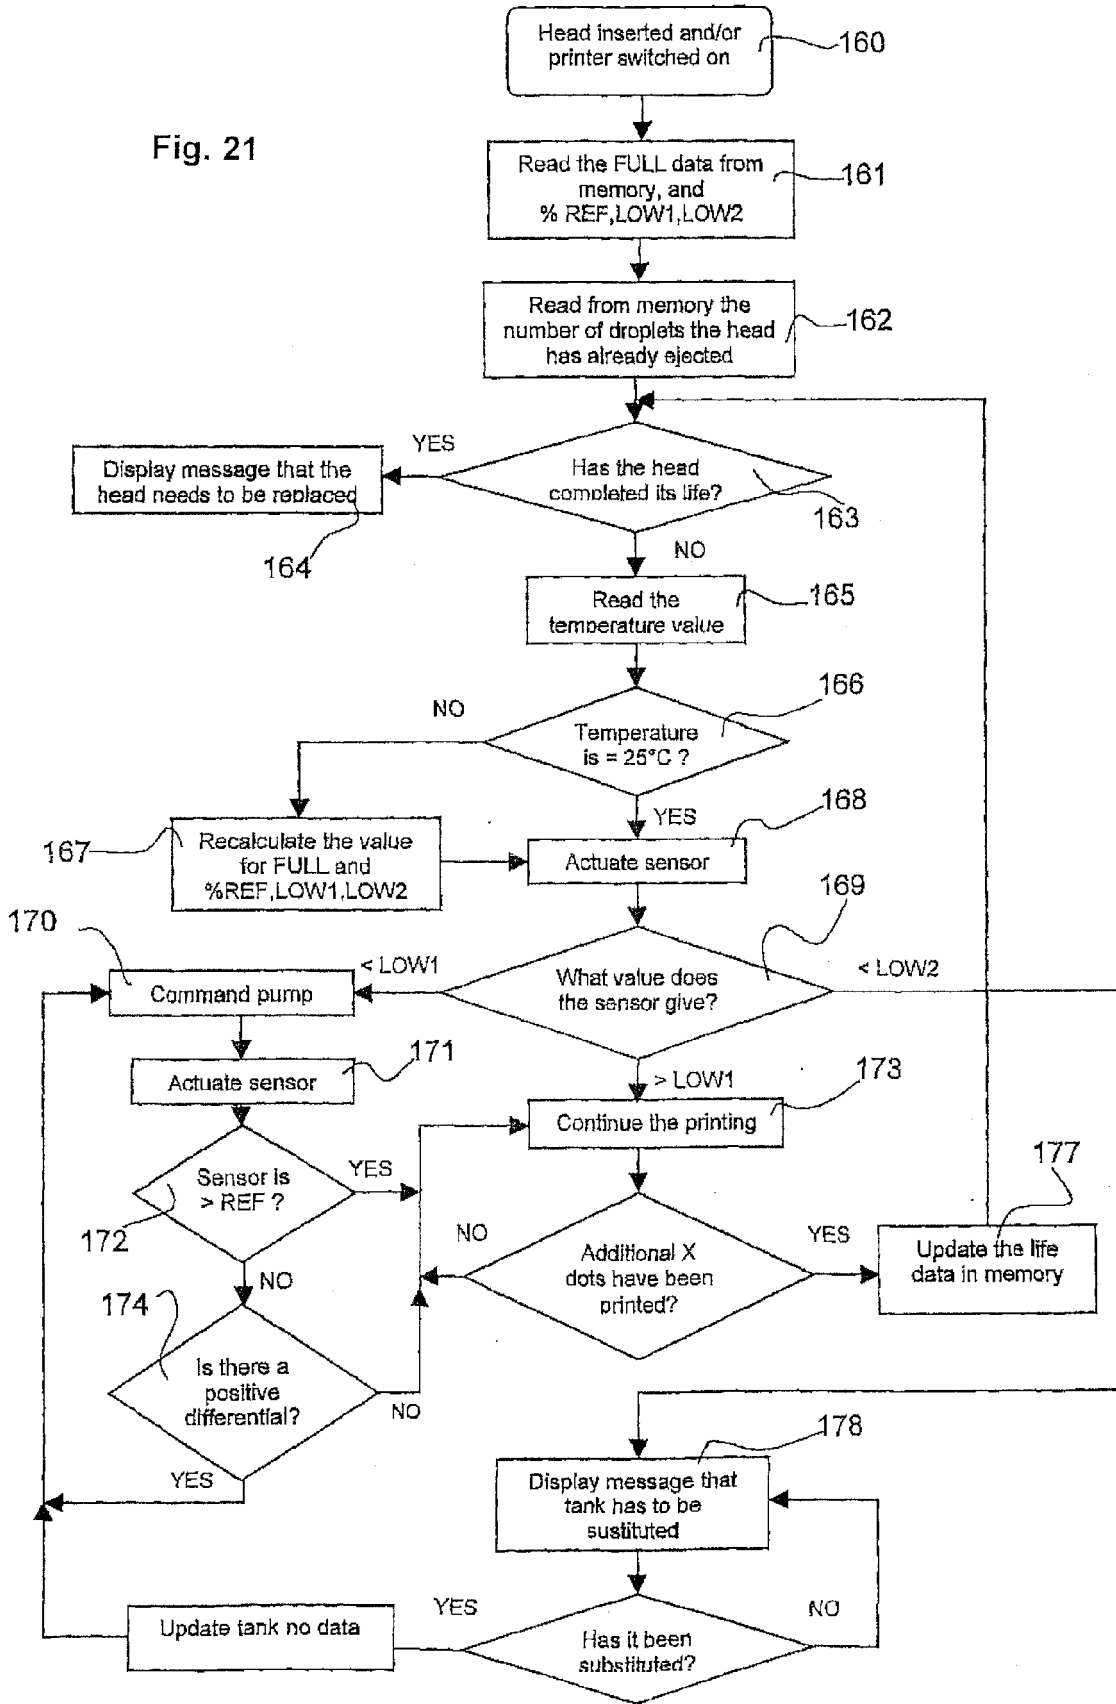 Head inserted and/or
printer switched on
160
Fig. 21
Read the FULL data from
memory, and
% REF,LOW1,LOW2
161
Read from memory the
number of droplets the head
has already ejected
162
YES
Display message that the
head needs to be replaced
164
Has the head
completed its life?
163
NO
Read the
temperature value
165
166
NO
Temperature
is = 25°C ?
YES
168
167
Recalculate the value
for FULL and
%REF,LOW1,LOW2
Actuate sensor
169
170
< LOW1
What value does
the sensor give?
< LOW2
Command pump
171
Actuate sensor
> LOW1
173
Continue the printing
Sensor is
> REF ?
YES
172
NO
177
NO
Additional X
dots have been
printed?
YES
Update the life
data in memory
174
Is there a
positive
differential?
NO
YES
178
Display message that
tank has to be
sustituted
YES
NO
Update tank no data
Has it been
substituted?